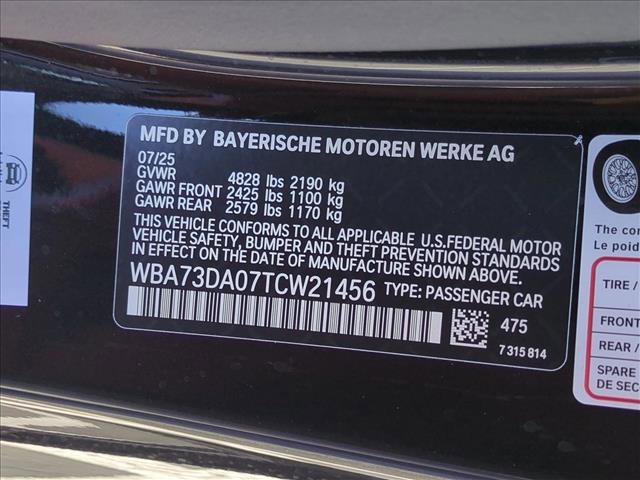 MFD BY BAYERISCHE MOTOREN WERKE AG
07/25
GVWR 4828 lbs 2190 kg
GAWR FRONT 2425 lbs 1100 kg
GAWR REAR 2579 lbs 1170 kg
THIS VEHICLE CONFORMS TO ALL APPLICABLE U.S.FEDERAL MOTOR
VEHICLE SAFETY, BUMPER AND THEFT PREVENTION STANDARDS
IN EFFECT ON THE DATE OF MANUFACTURE SHOWN ABOVE.
WBA73DA07TCW21456 TYPE: PASSENGER CAR
475
7 315 814
THEFT
The com
Le poid
TIRE /
FRONT
REAR /
SPARE
DE SEC